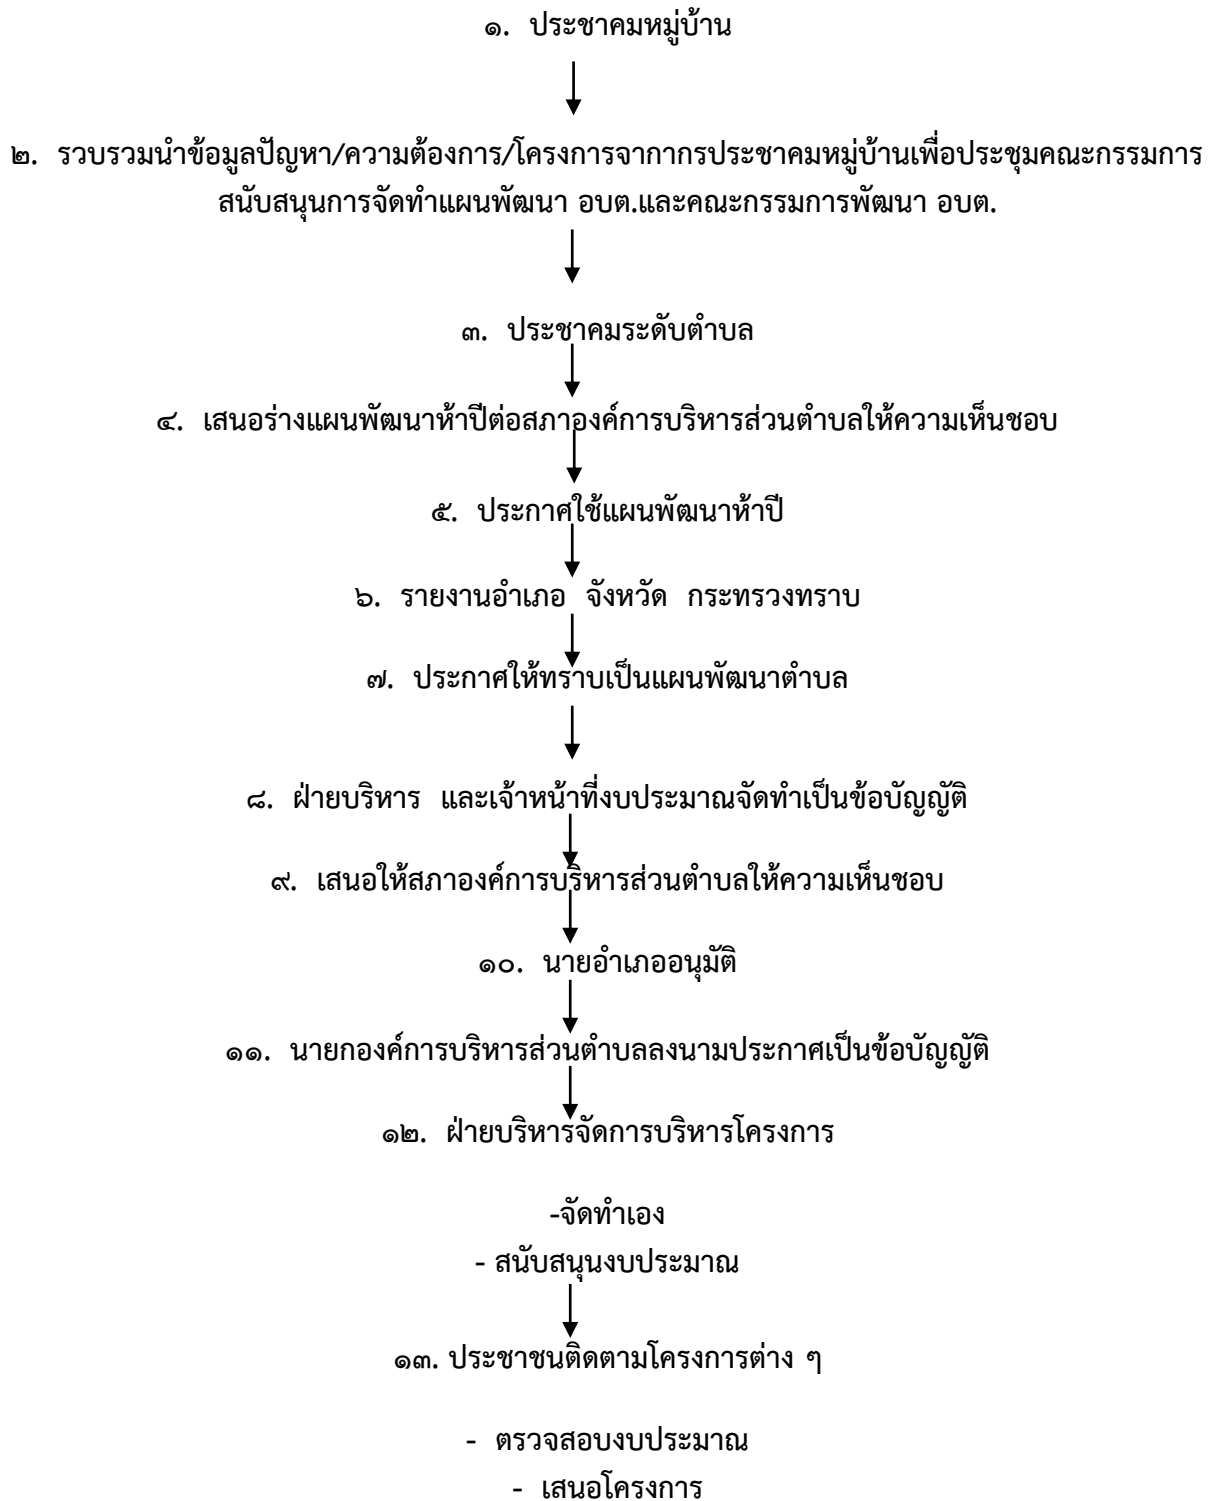 ๑. ประชาคมหมู่บ้าน
๒. รวบรวมนำข้อมูลปัญหา/ความต้องการ/โครงการจากากรประชาคมหมู่บ้านเพื่อประชุมคณะกรรมการ
สนับสนุนการจัดทำแผนพัฒนา อบต.และคณะกรรมการพัฒนา อบต.
๓. ประชาคมระดับตำบล
๔. เสนอร่างแผนพัฒนาห้าปีต่อสภาองค์การบริหารส่วนตำบลให้ความเห็นชอบ
๕. ประกาศใช้แผนพัฒนาห้าปี
๖. รายงานอำเภอ จังหวัด กระทรวงทราบ
๗. ประกาศให้ทราบเป็นแผนพัฒนาตำบล
๘. ฝ่ายบริหาร และเจ้าหน้าที่งบประมาณจัดทำเป็นข้อบัญญัติ
๙. เสนอให้สภาองค์การบริหารส่วนตำบลให้ความเห็นชอบ
๑๐. นายอำเภออนุมัติ
๑๑. นายกองค์การบริหารส่วนตำบลลงนามประกาศเป็นข้อบัญญัติ
๑๒. ฝ่ายบริหารจัดการบริหารโครงการ
-จัดทำเอง
- สนับสนุนงบประมาณ
๑๓. ประชาชนติดตามโครงการต่าง ๆ
- ตรวจสอบงบประมาณ
- เสนอโครงการ